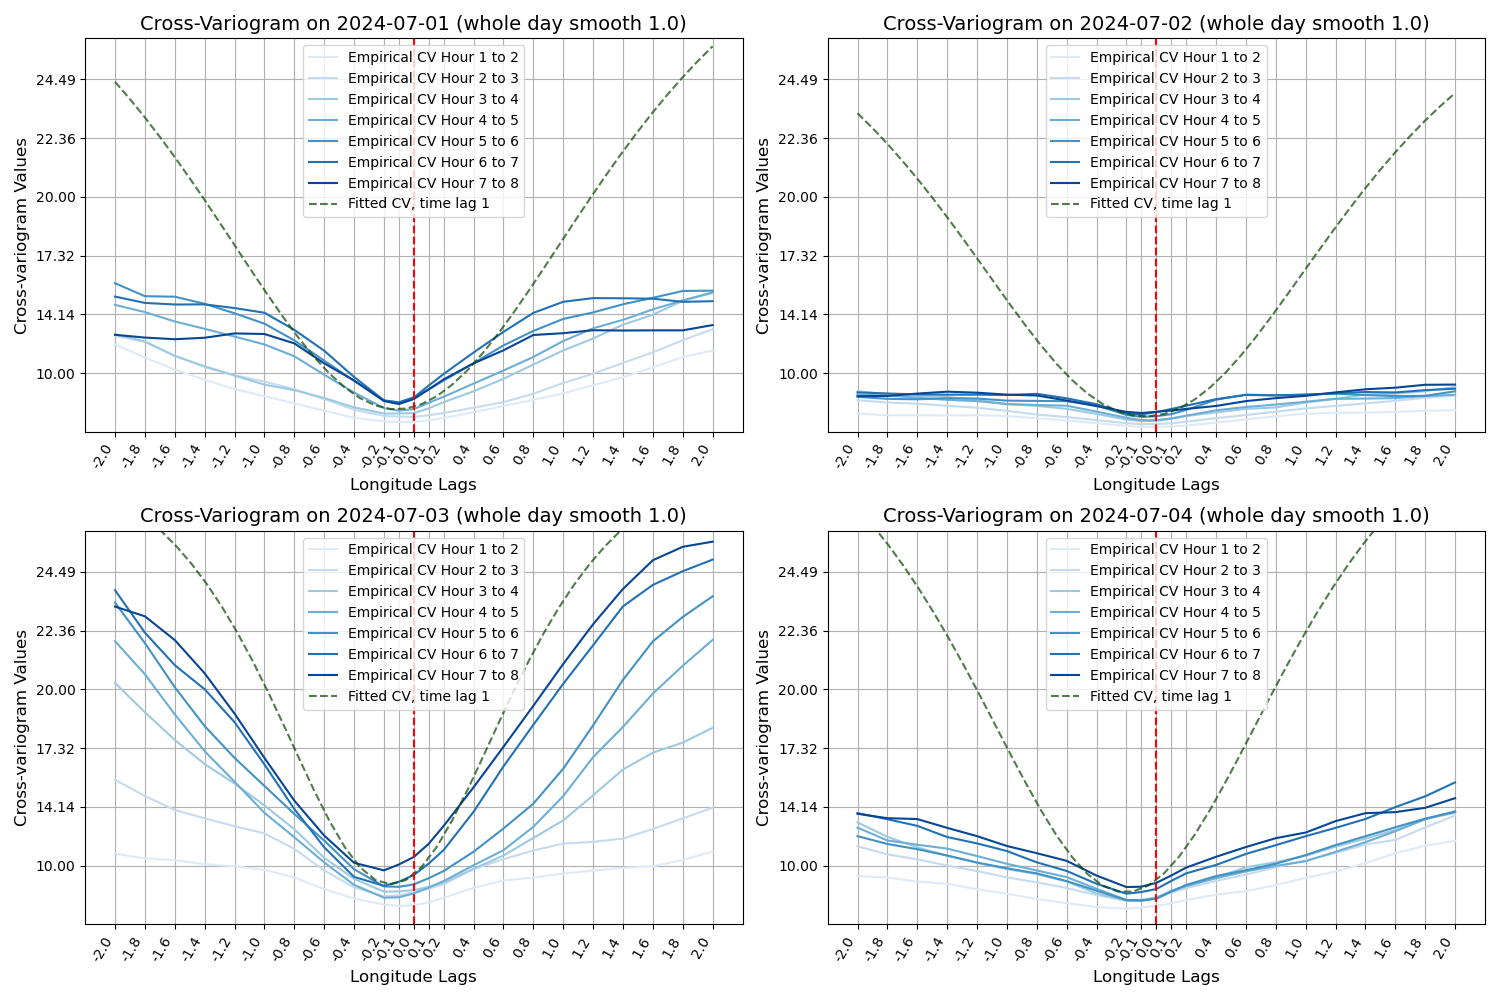 Cross-Variogram on 2024-07-01 (whole day smooth 1.0)
Cross-variogram Values
24.49
22.36
20.00
17.32
14.14
10.00
Empirical CV Hour 1 to 2
Empirical CV Hour 2 to 3
Empirical CV Hour 3 to 4
Empirical CV Hour 4 to 5
Empirical CV Hour 5 to 6
Empirical CV Hour 6 to 7
Empirical CV Hour 7 to 8
Fitted CV, time lag 1
-2.0 -1.8 -1.6 -1.4 -1.2 -1.0 -0.8 -0.6 -0.4 -0.2 -0.1 0.0 0.1 0.2 0.4 0.6 0.8 1.0 1.2 1.4 1.6 1.8 2.0
Longitude Lags
Cross-Variogram on 2024-07-02 (whole day smooth 1.0)
Cross-variogram Values
24.49
22.36
20.00
17.32
14.14
10.00
Empirical CV Hour 1 to 2
Empirical CV Hour 2 to 3
Empirical CV Hour 3 to 4
Empirical CV Hour 4 to 5
Empirical CV Hour 5 to 6
Empirical CV Hour 6 to 7
Empirical CV Hour 7 to 8
Fitted CV, time lag 1
-2.0 -1.8 -1.6 -1.4 -1.2 -1.0 -0.8 -0.6 -0.4 -0.2 -0.1 0.0 0.1 0.2 0.4 0.6 0.8 1.0 1.2 1.4 1.6 1.8 2.0
Longitude Lags
Cross-Variogram on 2024-07-03 (whole day smooth 1.0)
Cross-variogram Values
24.49
22.36
20.00
17.32
14.14
10.00
Empirical CV Hour 1 to 2
Empirical CV Hour 2 to 3
Empirical CV Hour 3 to 4
Empirical CV Hour 4 to 5
Empirical CV Hour 5 to 6
Empirical CV Hour 6 to 7
Empirical CV Hour 7 to 8
Fitted CV, time lag 1
-2.0 -1.8 -1.6 -1.4 -1.2 -1.0 -0.8 -0.6 -0.4 -0.2 -0.1 0.0 0.1 0.2 0.4 0.6 0.8 1.0 1.2 1.4 1.6 1.8 2.0
Longitude Lags
Cross-Variogram on 2024-07-04 (whole day smooth 1.0)
Cross-variogram Values
24.49
22.36
20.00
17.32
14.14
10.00
Empirical CV Hour 1 to 2
Empirical CV Hour 2 to 3
Empirical CV Hour 3 to 4
Empirical CV Hour 4 to 5
Empirical CV Hour 5 to 6
Empirical CV Hour 6 to 7
Empirical CV Hour 7 to 8
Fitted CV, time lag 1
-2.0 -1.8 -1.6 -1.4 -1.2 -1.0 -0.8 -0.6 -0.4 -0.2 -0.1 0.0 0.1 0.2 0.4 0.6 0.8 1.0 1.2 1.4 1.6 1.8 2.0
Longitude Lags